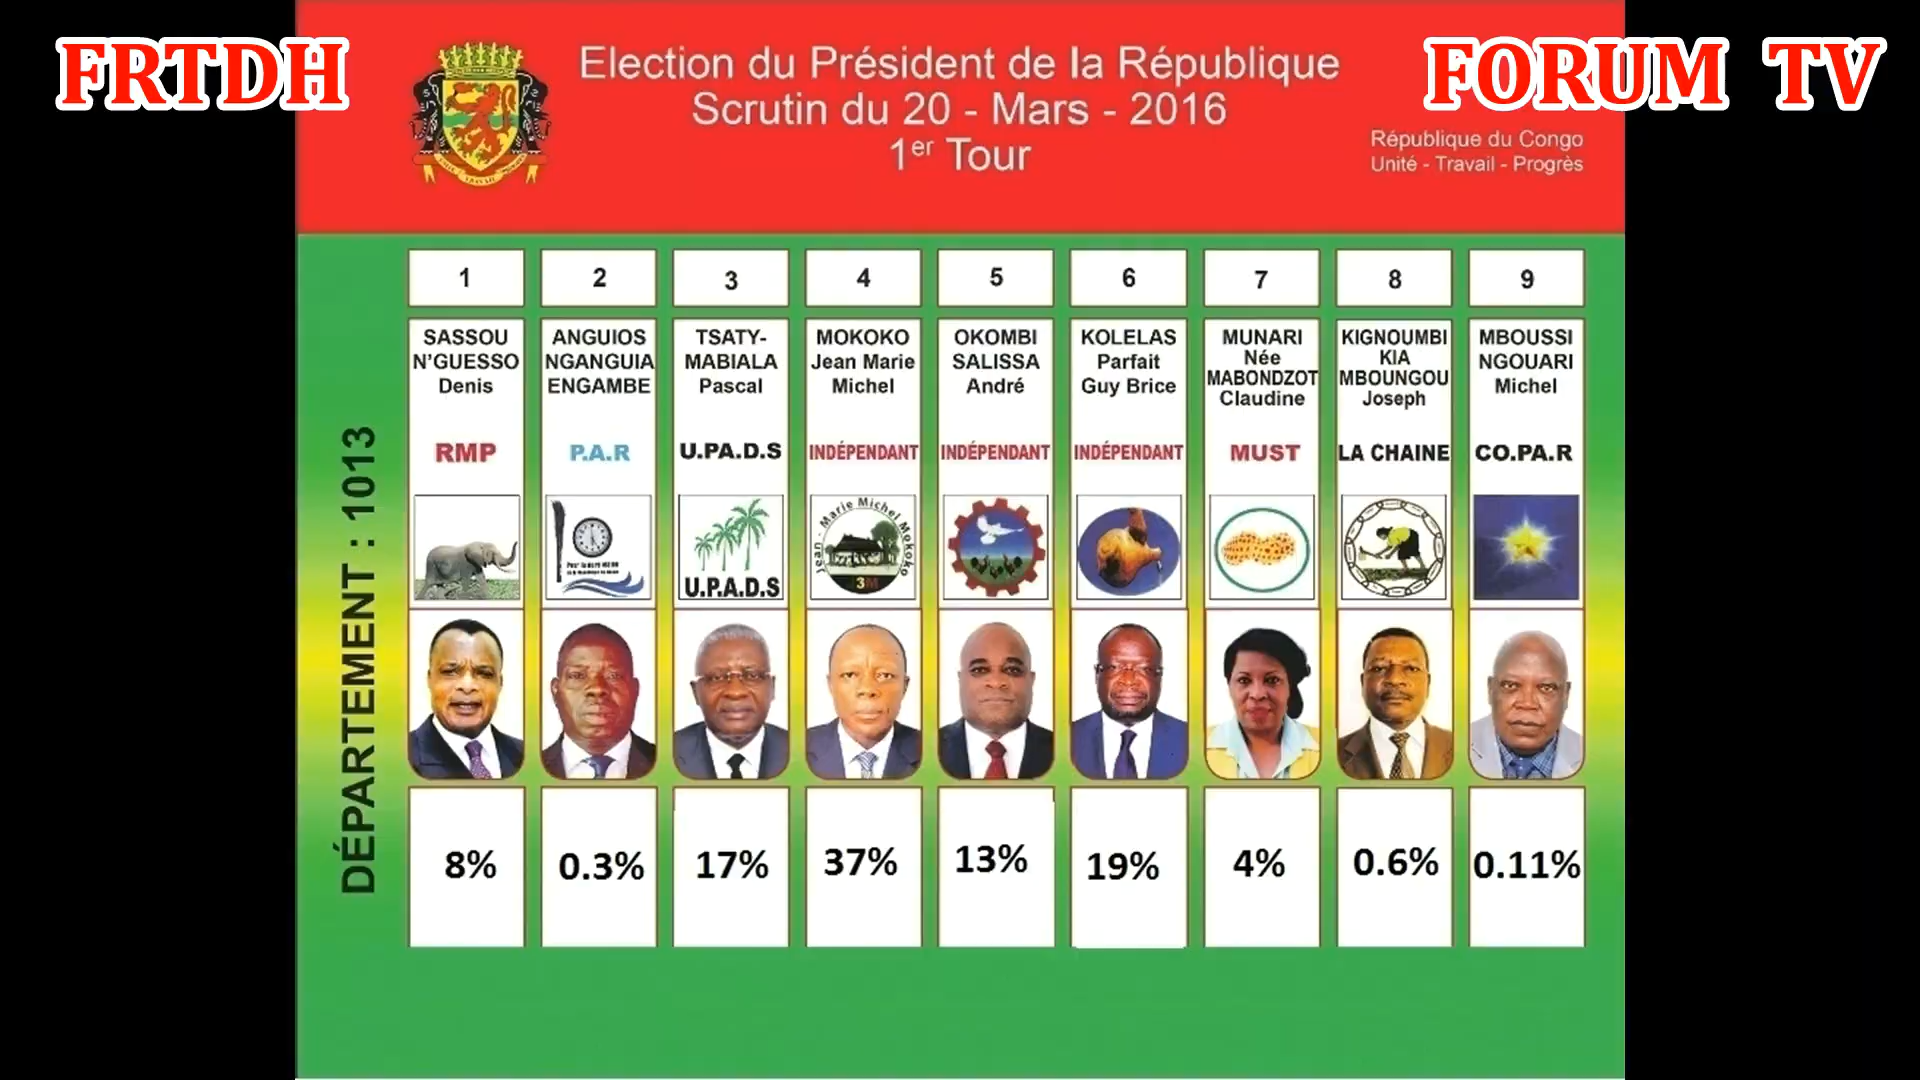 FRTDH
FORUM TV
Election du Président de la République
Scrutin du 20 - Mars - 2016
1er Tour
République du Congo
Unité - Travail - Progrès
DÉPARTEMENT : 1013
1
SASSOU
N'GUESSO
Denis
RMP
8%
2
ANGUIOS
NGANGUIA
ENGAMBE
P.A.R
0.3%
3
TSATY-
MABIALA
Pascal
U.PA.D.S
U.P.A.D.S
17%
4
MOKOKO
Jean Marie
Michel
INDÉPENDANT
Jean - Marie Michel Mokoko
3M
37%
5
OKOMBI
SALISSA
André
INDÉPENDANT
13%
6
KOLELAS
Parfait
Guy Brice
INDÉPENDANT
19%
7
MUNARI
Née
MABONDZOT
Claudine
MUST
4%
8
KIGNOUMBI
KIA
MBOUNGOU
Joseph
LA CHAINE
0.6%
9
MBOUSSI
NGOUARI
Michel
CO.PA.R
0.11%